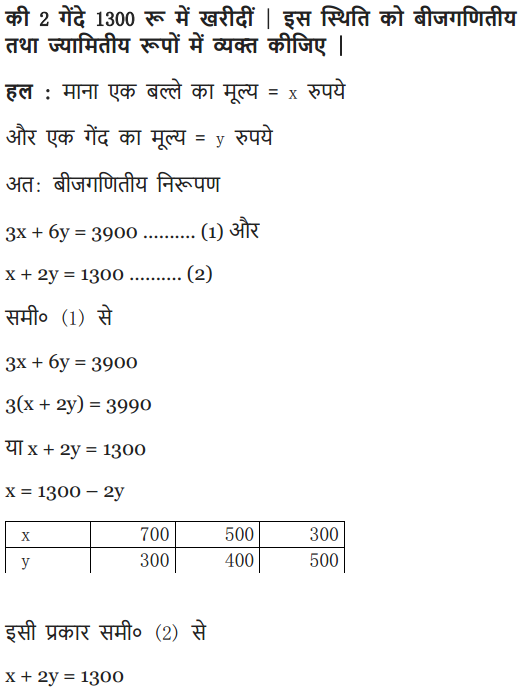 की 2 गेंदे 1300 रू में खरीदीं | इस स्थिति को बीजगणितीय
तथा ज्यामितीय रूपों में व्यक्त कीजिए |
हल : माना एक बल्ले का मूल्य = x रुपये
और एक गेंद का मूल्य = y रुपये
अत: बीजगणितीय निरूपण
3x + 6y = 3900 .......... (1) और
x + 2y = 1300 .......... (2)
समी० (1) से
3x + 6y = 3900
3(x + 2y) = 3990
या x + 2y = 1300
x = 1300 – 2y
x 700 500 300
y 300 400 500
इसी प्रकार समी० (2) से
x + 2y = 1300